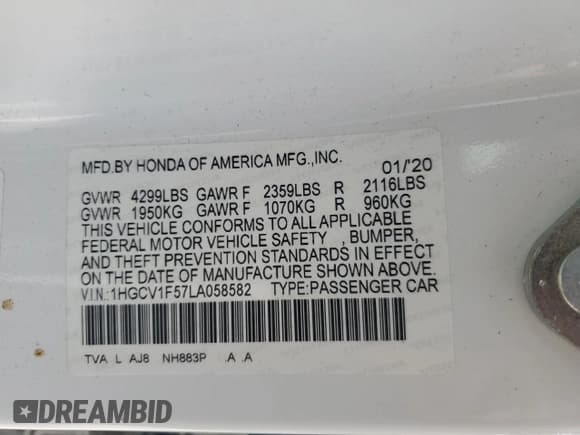 MFD.BY HONDA OF AMERICA MFG.,INC. 01/'20
GVWR 4299LBS GAWR F 2359LBS R 2116LBS
GVWR 1950KG GAWR F 1070KG R 960KG
THIS VEHICLE CONFORMS TO ALL APPLICABLE
FEDERAL MOTOR VEHICLE SAFETY , BUMPER,
AND THEFT PREVENTION STANDARDS IN EFFECT
ON THE DATE OF MANUFACTURE SHOWN ABOVE.
V.I.N.:1HGCV1F57LA058582 TYPE:PASSENGER CAR
TVA L AJ8 NH883P .A .A
DREAMBID